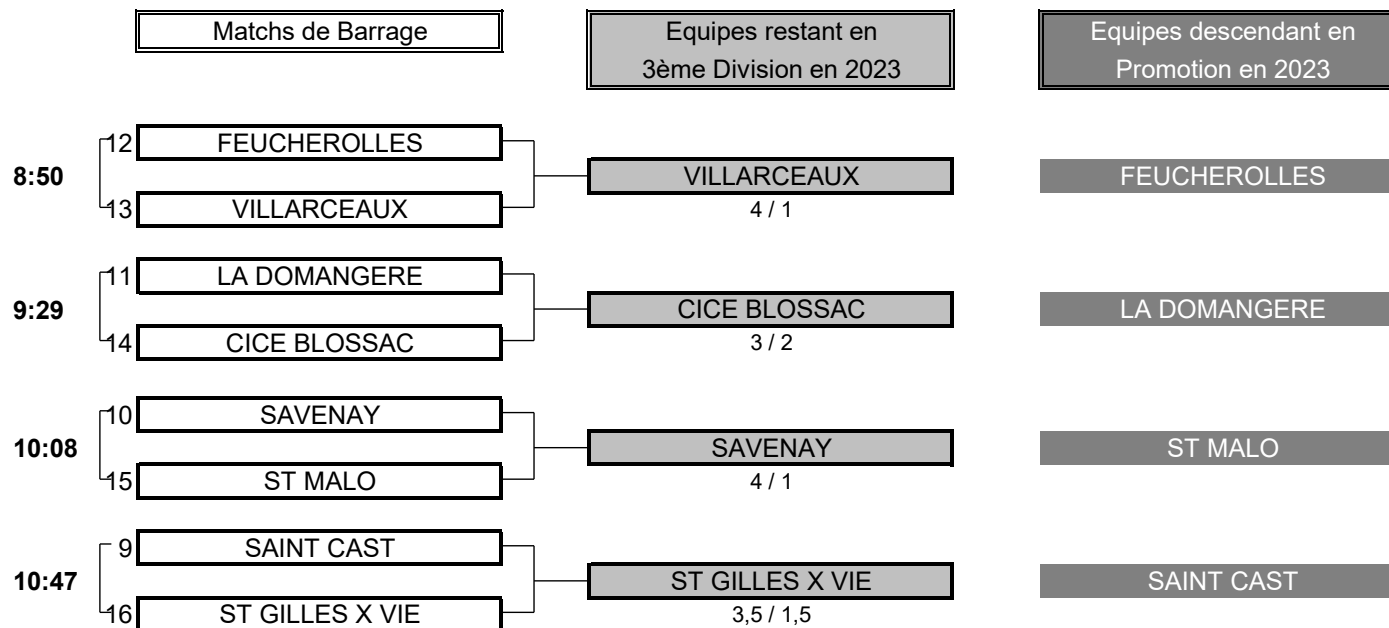 Matchs de Barrage
Equipes restant en
3ème Division en 2023
Equipes descendant en
Promotion en 2023
12 FEUCHEROLLES
8:50 VILLARCEAUX FEUCHEROLLES
13 VILLARCEAUX 4 / 1
11 LA DOMANGERE
9:29 CICE BLOSSAC LA DOMANGERE
14 CICE BLOSSAC 3 / 2
10 SAVENAY
10:08 SAVENAY ST MALO
15 ST MALO 4 / 1
9 SAINT CAST
10:47 ST GILLES X VIE SAINT CAST
16 ST GILLES X VIE 3,5 / 1,5